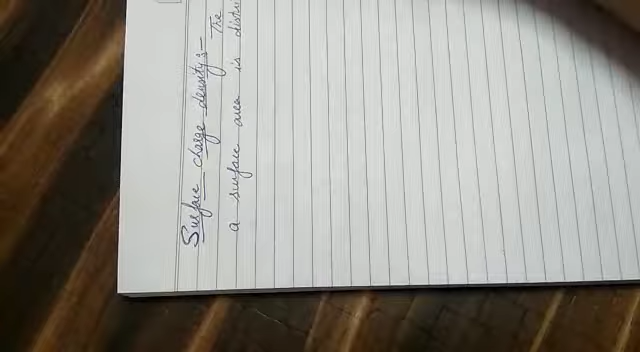 Surface charge density :- The
a surface area is distri